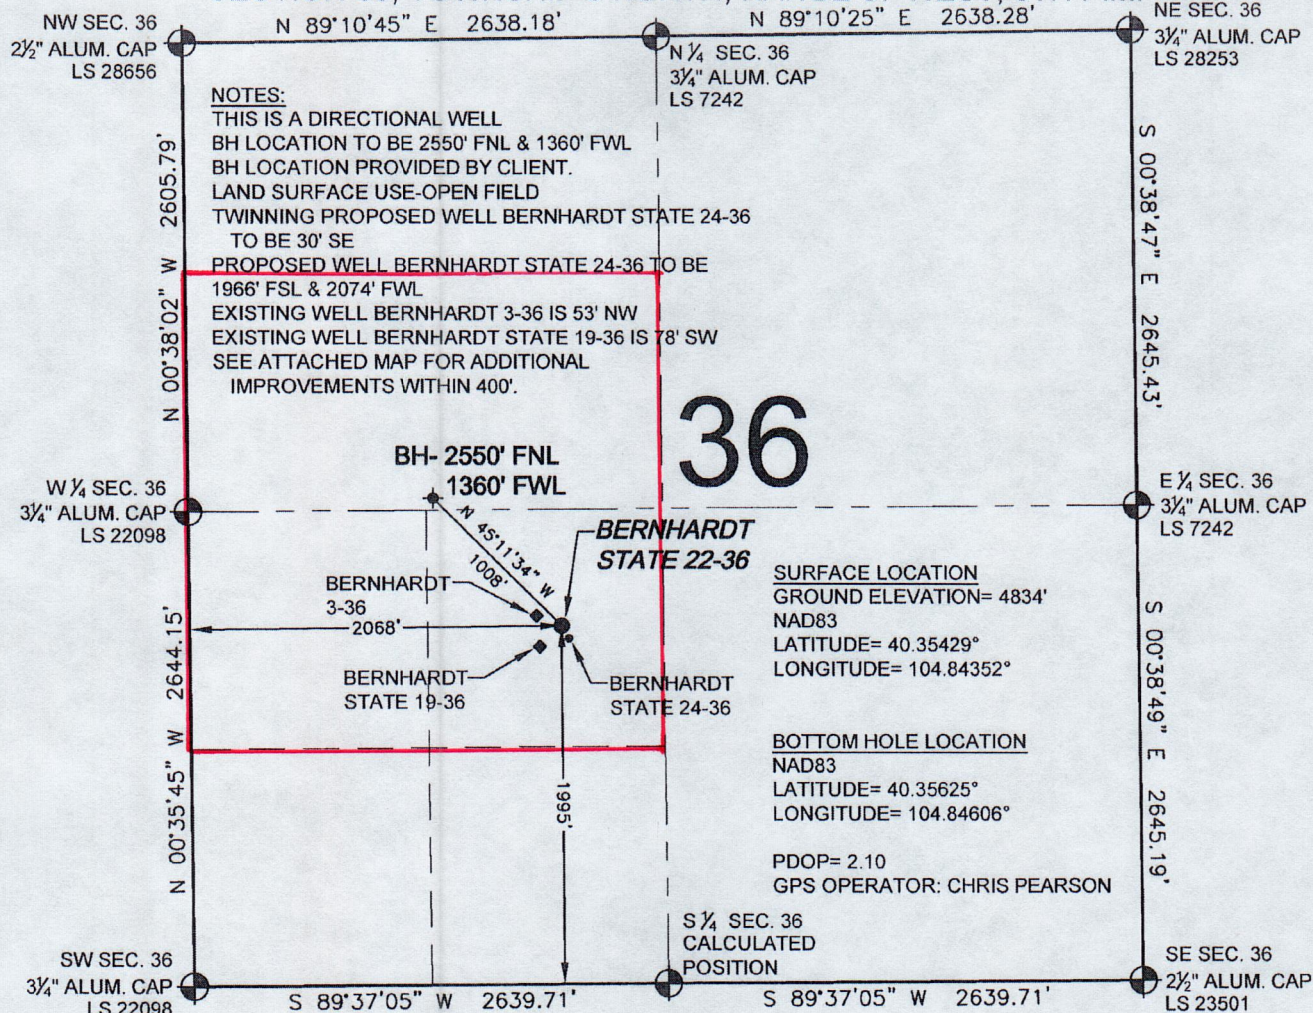 N 89°10'45" E 2638.18'
N 89°10'25" E 2638.28'
NW SEC. 36
2½" ALUM. CAP
LS 28656
N ¼ SEC. 36
3¼" ALUM. CAP
LS 7242
NE SEC. 36
3¼" ALUM. CAP
LS 28253
NOTES:
THIS IS A DIRECTIONAL WELL
BH LOCATION TO BE 2550' FNL & 1360' FWL
BH LOCATION PROVIDED BY CLIENT.
LAND SURFACE USE-OPEN FIELD
TWINNING PROPOSED WELL BERNHARDT STATE 24-36
TO BE 30' SE
PROPOSED WELL BERNHARDT STATE 24-36 TO BE
1966' FSL & 2074' FWL
EXISTING WELL BERNHARDT 3-36 IS 53' NW
EXISTING WELL BERNHARDT STATE 19-36 IS 78' SW
SEE ATTACHED MAP FOR ADDITIONAL
IMPROVEMENTS WITHIN 400'.
N 00°38'02" W 2605.79'
S 00°38'47" E 2645.43'
36
BH- 2550' FNL
1360' FWL
W ¼ SEC. 36
3¼" ALUM. CAP
LS 22098
E ¼ SEC. 36
3¼" ALUM. CAP
LS 7242
N 45°11'34" W
1008'
BERNHARDT
STATE 22-36
BERNHARDT
3-36
2068'
BERNHARDT
STATE 19-36
BERNHARDT
STATE 24-36
SURFACE LOCATION
GROUND ELEVATION= 4834'
NAD83
LATITUDE= 40.35429°
LONGITUDE= 104.84352°
BOTTOM HOLE LOCATION
NAD83
LATITUDE= 40.35625°
LONGITUDE= 104.84606°
PDOP= 2.10
GPS OPERATOR: CHRIS PEARSON
N 00°35'45" W 2644.15'
1995'
S 00°38'49" E 2645.19'
S ¼ SEC. 36
CALCULATED
POSITION
SW SEC. 36
3¼" ALUM. CAP
LS 22098
SE SEC. 36
2½" ALUM. CAP
LS 23501
S 89°37'05" W 2639.71'
S 89°37'05" W 2639.71'